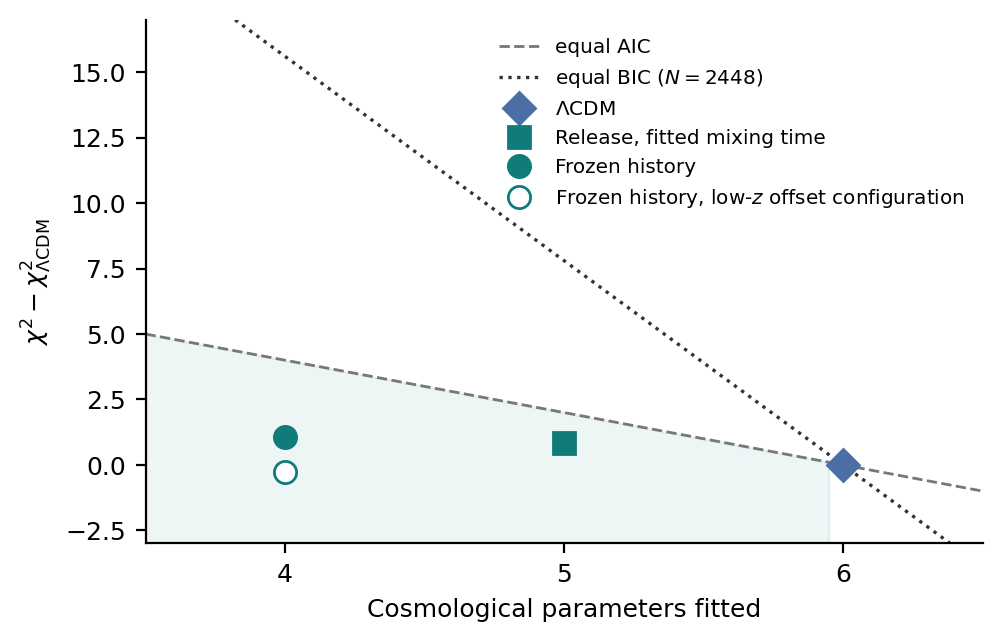 equal AIC
equal BIC (N = 2448)
ΛCDM
Release, fitted mixing time
Frozen history
Frozen history, low-z offset configuration
15.0
12.5
10.0
7.5
5.0
2.5
0.0
−2.5
χ² − χ²ΛCDM
4 5 6
Cosmological parameters fitted